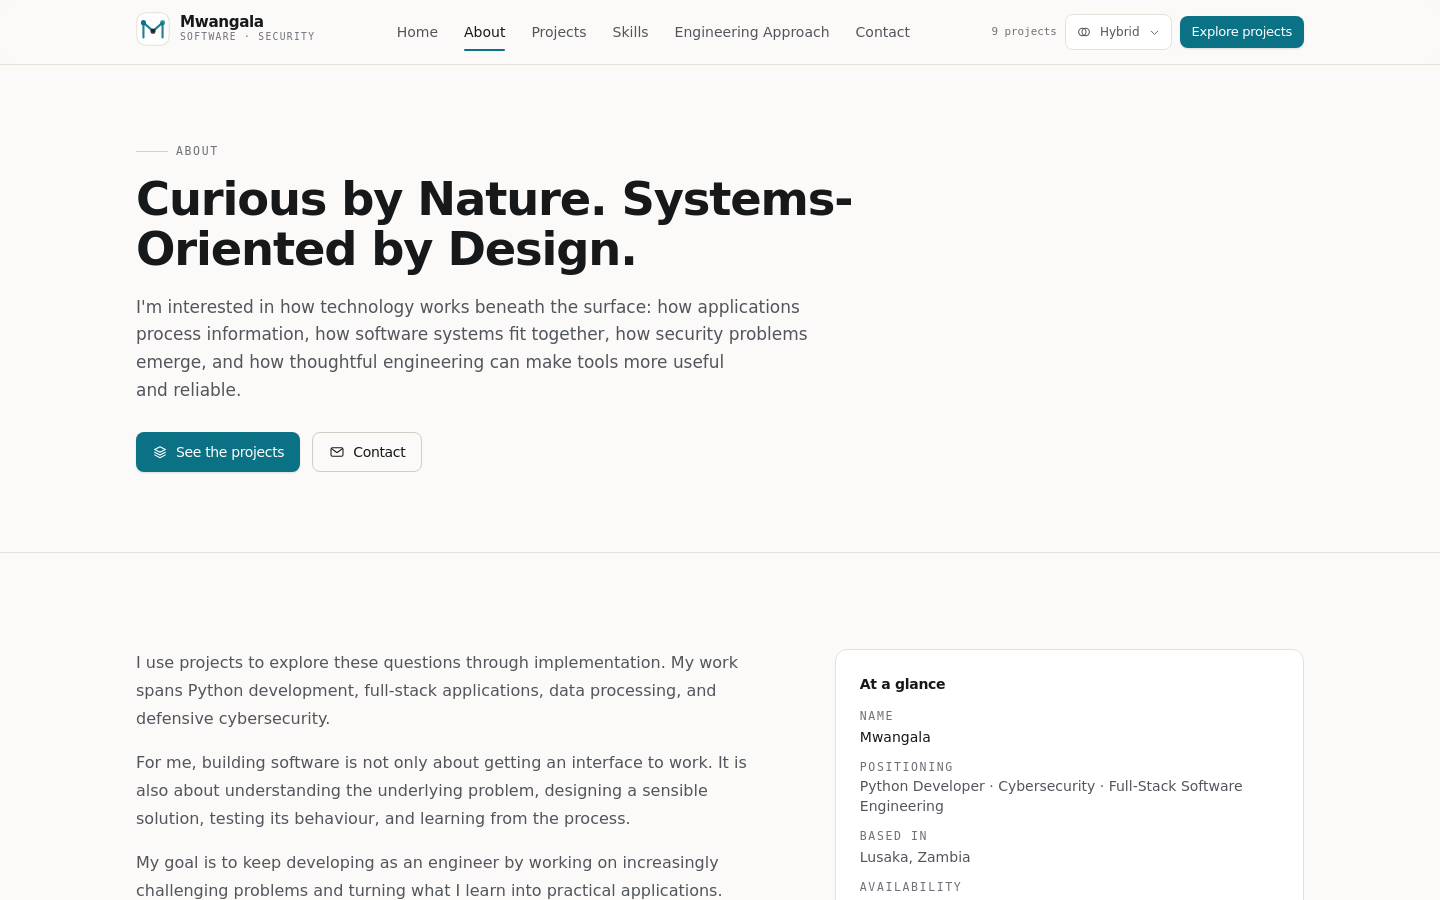 Mwangala
SOFTWARE · SECURITY
Home
About
Projects
Skills
Engineering Approach
Contact
9 projects
Hybrid
Explore projects
ABOUT
Curious by Nature. Systems-
Oriented by Design.
I'm interested in how technology works beneath the surface: how applications
process information, how software systems fit together, how security problems
emerge, and how thoughtful engineering can make tools more useful
and reliable.
See the projects
Contact
I use projects to explore these questions through implementation. My work
spans Python development, full-stack applications, data processing, and
defensive cybersecurity.
For me, building software is not only about getting an interface to work. It is
also about understanding the underlying problem, designing a sensible
solution, testing its behaviour, and learning from the process.
My goal is to keep developing as an engineer by working on increasingly
challenging problems and turning what I learn into practical applications.
At a glance
NAME
Mwangala
POSITIONING
Python Developer · Cybersecurity · Full-Stack Software
Engineering
BASED IN
Lusaka, Zambia
AVAILABILITY